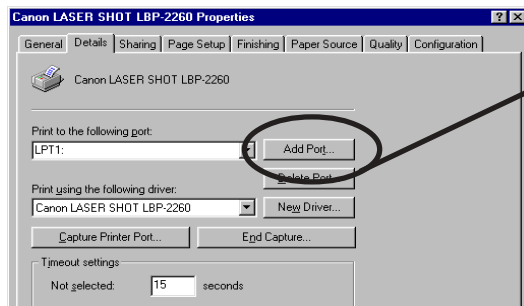 Canon LASER SHOT LBP-2260 Properties
General Details Sharing Page Setup Finishing Paper Source Quality Configuration
Canon LASER SHOT LBP-2260
Print to the following port:
LPT1: Add Port...
Delete Port...
Print using the following driver:
Canon LASER SHOT LBP-2260 New Driver...
Capture Printer Port... End Capture...
Timeout settings
Not selected: 15 seconds